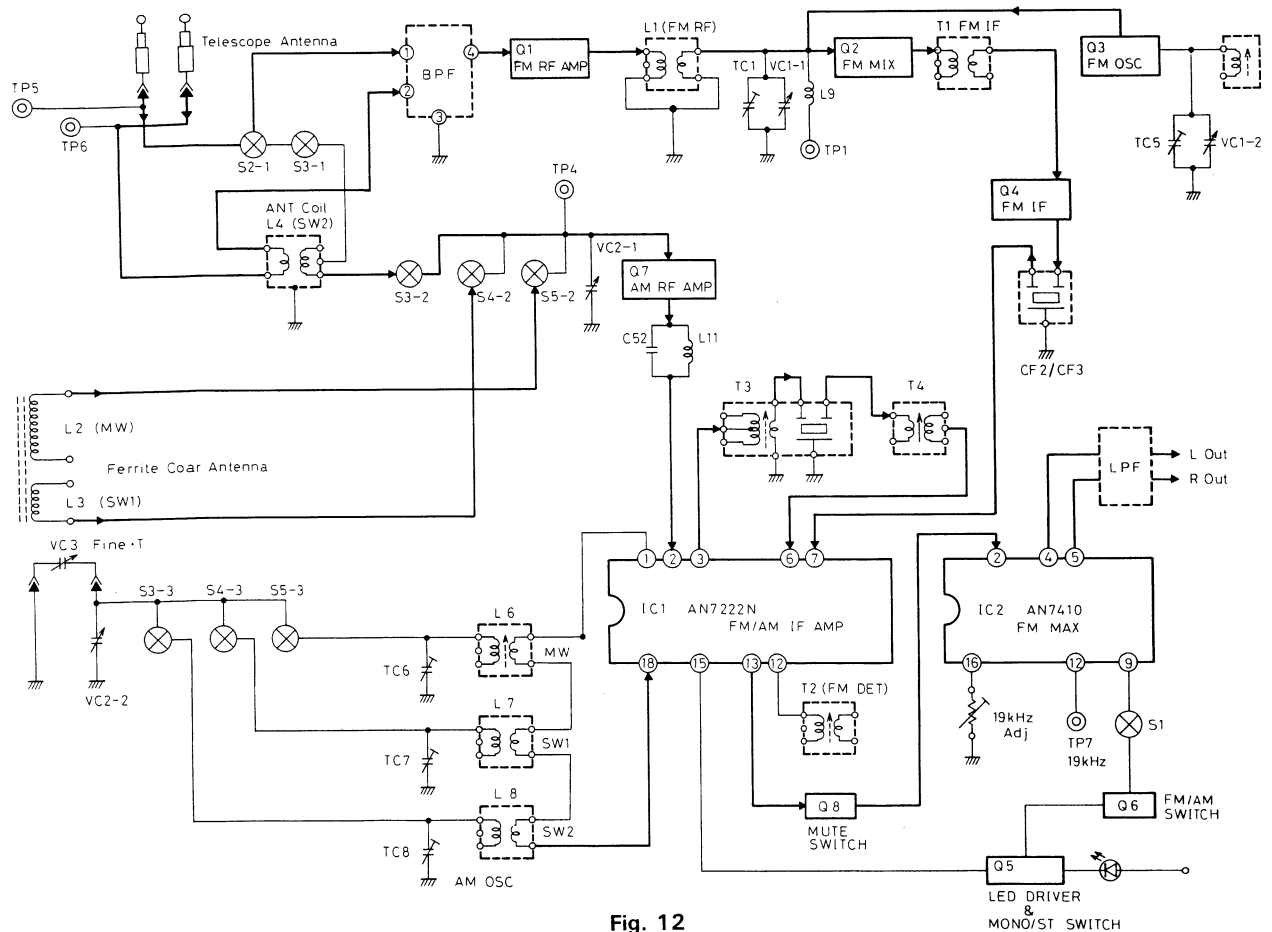 Telescope Antenna
TP5
TP6
S2-1
S3-1
1
2
3
4
BPF
Q1
FM RF AMP
L1 (FM RF)
TC1
VC1-1
L9
TP1
Q2
FM MIX
T1 FM IF
Q3
FM OSC
TC5
VC1-2
ANT Coil
L4 (SW2)
TP4
S3-2
S4-2
S5-2
VC2-1
Q7
AM RF AMP
C52
L11
Q4
FM IF
CF2/CF3
T3
T4
L2 (MW)
Ferrite Coar Antenna
L3 (SW1)
LPF
L Out
R Out
VC3 Fine·T
VC2-2
S3-3
S4-3
S5-3
TC6
L 6
MW
TC7
L 7
SW1
TC8
L 8
SW2
AM OSC
1
2
3
6
7
IC1 AN7222N
FM/AM IF AMP
18
15
13
12
T2 (FM DET)
2
4
5
IC2 AN7410
FM MAX
16
12
9
19kHz
Adj
TP7
19kHz
S1
Q8
MUTE
SWITCH
Q6
FM/AM
SWITCH
Q5
LED DRIVER
&
MONO/ST SWITCH
Fig. 12